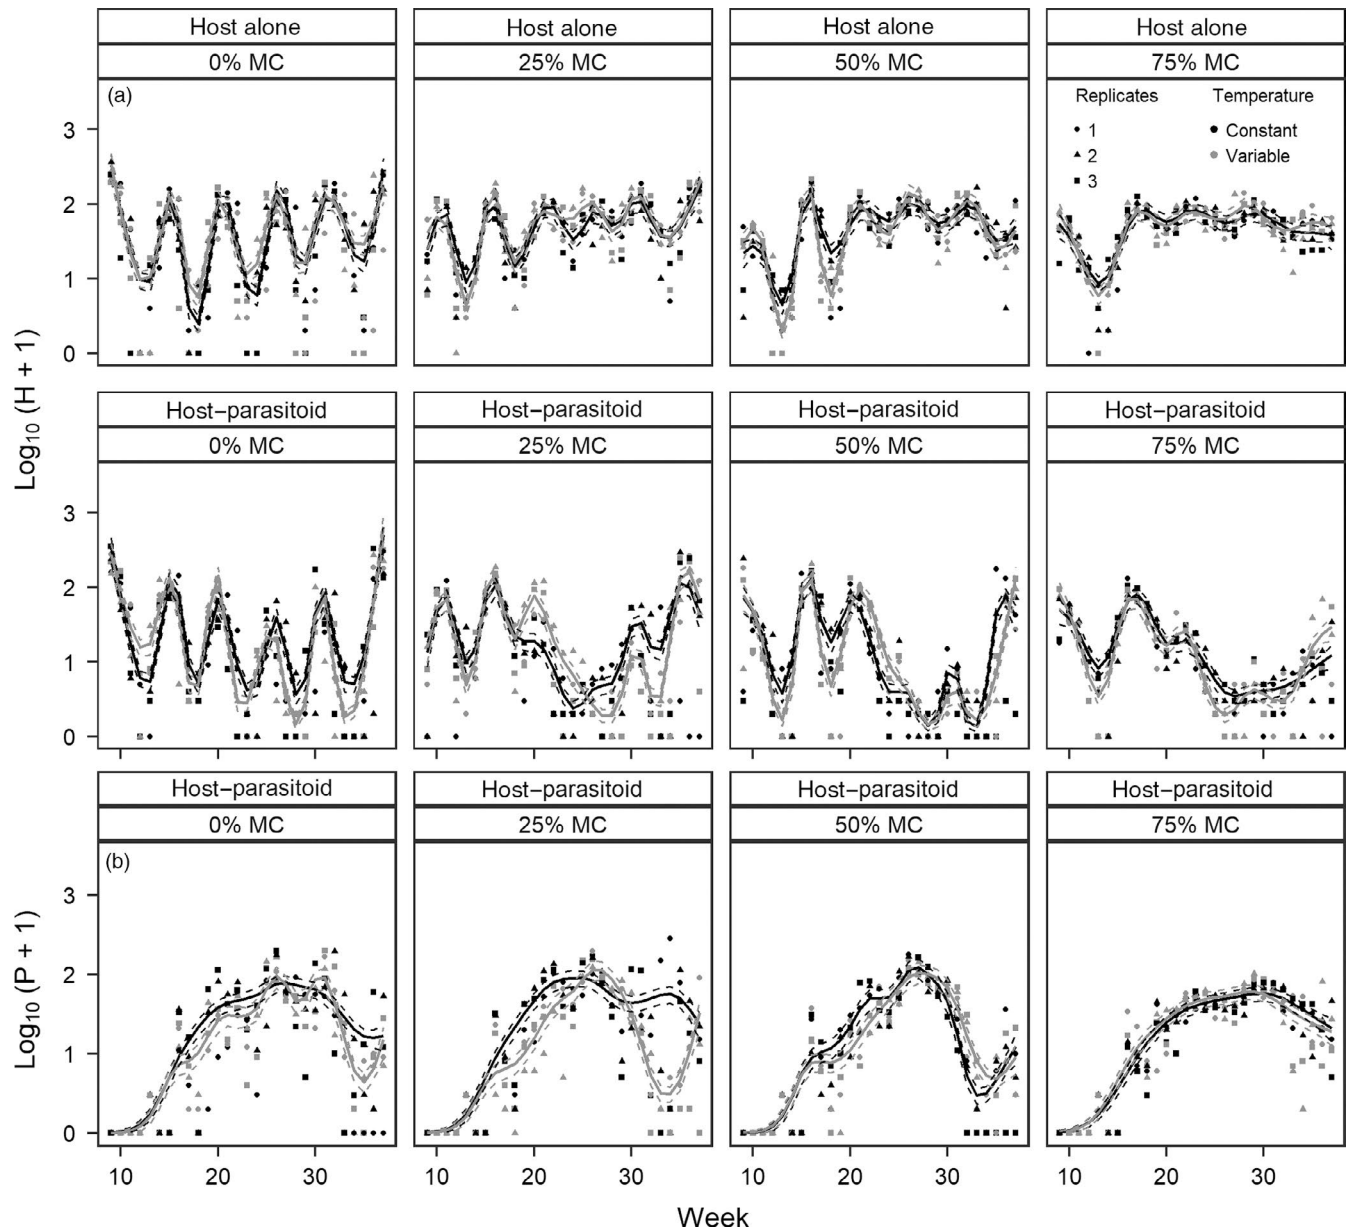 Host alone Host alone Host alone Host alone
0% MC 25% MC 50% MC 75% MC
(a)
Replicates Temperature
1 Constant
2 Variable
3
Log10 (H + 1)
3
2
1
0
Host–parasitoid Host–parasitoid Host–parasitoid Host–parasitoid
0% MC 25% MC 50% MC 75% MC
3
2
1
0
Host–parasitoid Host–parasitoid Host–parasitoid Host–parasitoid
0% MC 25% MC 50% MC 75% MC
(b)
Log10 (P + 1)
3
2
1
0
10 20 30 10 20 30 10 20 30 10 20 30
Week